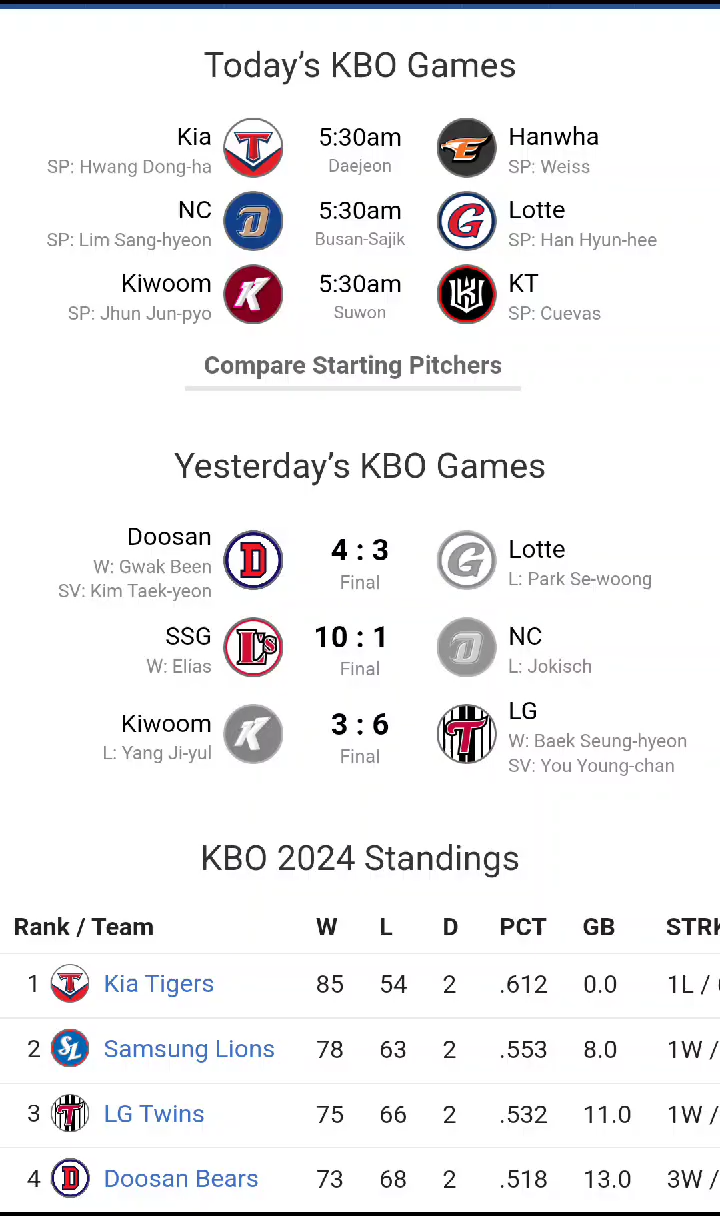 Today’s KBO Games
Kia 5:30am Hanwha
SP: Hwang Dong-ha Daejeon SP: Weiss
NC 5:30am Lotte
SP: Lim Sang-hyeon Busan-Sajik SP: Han Hyun-hee
Kiwoom 5:30am KT
SP: Jhun Jun-pyo Suwon SP: Cuevas
Compare Starting Pitchers
Yesterday’s KBO Games
Doosan 4 : 3 Lotte
W: Gwak Been Final L: Park Se-woong
SV: Kim Taek-yeon
SSG 10 : 1 NC
W: Elías Final L: Jokisch
Kiwoom 3 : 6 LG
L: Yang Ji-yul Final W: Baek Seung-hyeon
SV: You Young-chan
KBO 2024 Standings
Rank / Team W L D PCT GB
1 Kia Tigers 85 54 2 .612 0.0 1L /
2 Samsung Lions 78 63 2 .553 8.0 1W /
3 LG Twins 75 66 2 .532 11.0 1W /
4 Doosan Bears 73 68 2 .518 13.0 3W /